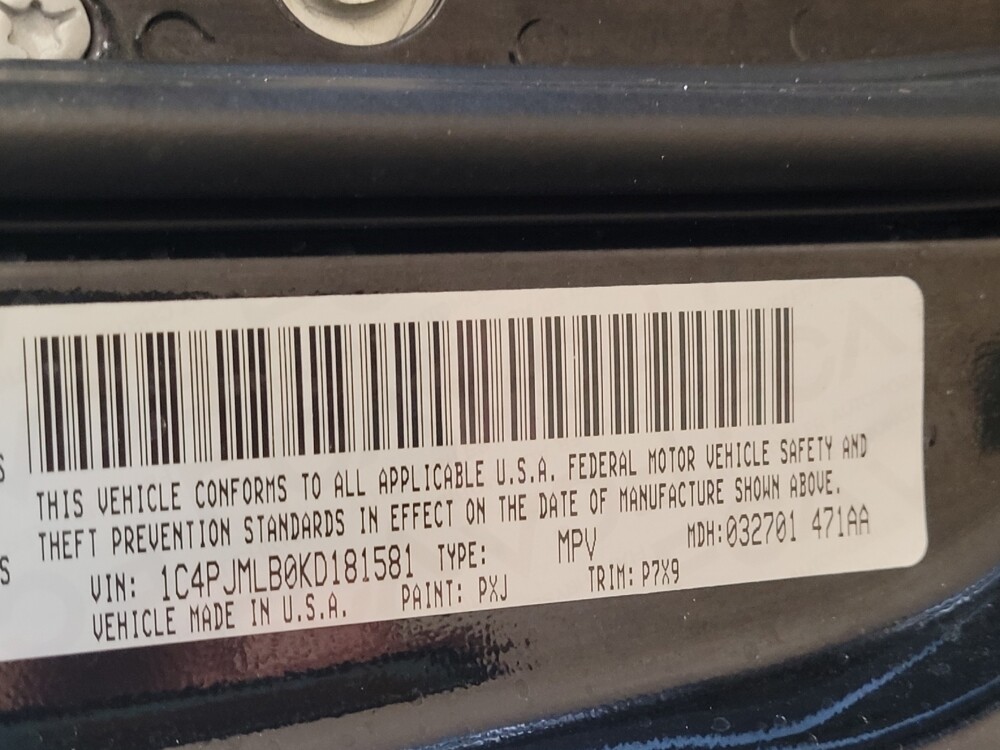 THIS VEHICLE CONFORMS TO ALL APPLICABLE U.S.A. FEDERAL MOTOR VEHICLE SAFETY AND
THEFT PREVENTION STANDARDS IN EFFECT ON THE DATE OF MANUFACTURE SHOWN ABOVE.
VIN: 1C4PJMLB0KD181581 TYPE: MPV MDH:032701 471AA
VEHICLE MADE IN U.S.A. PAINT: PXJ TRIM: P7X9